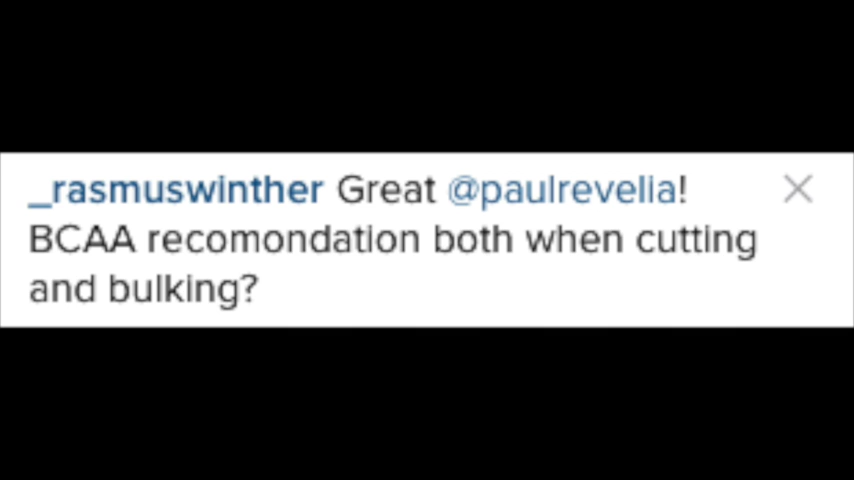 _rasmuswinther Great @paulrevelia!
BCAA recomondation both when cutting
and bulking?